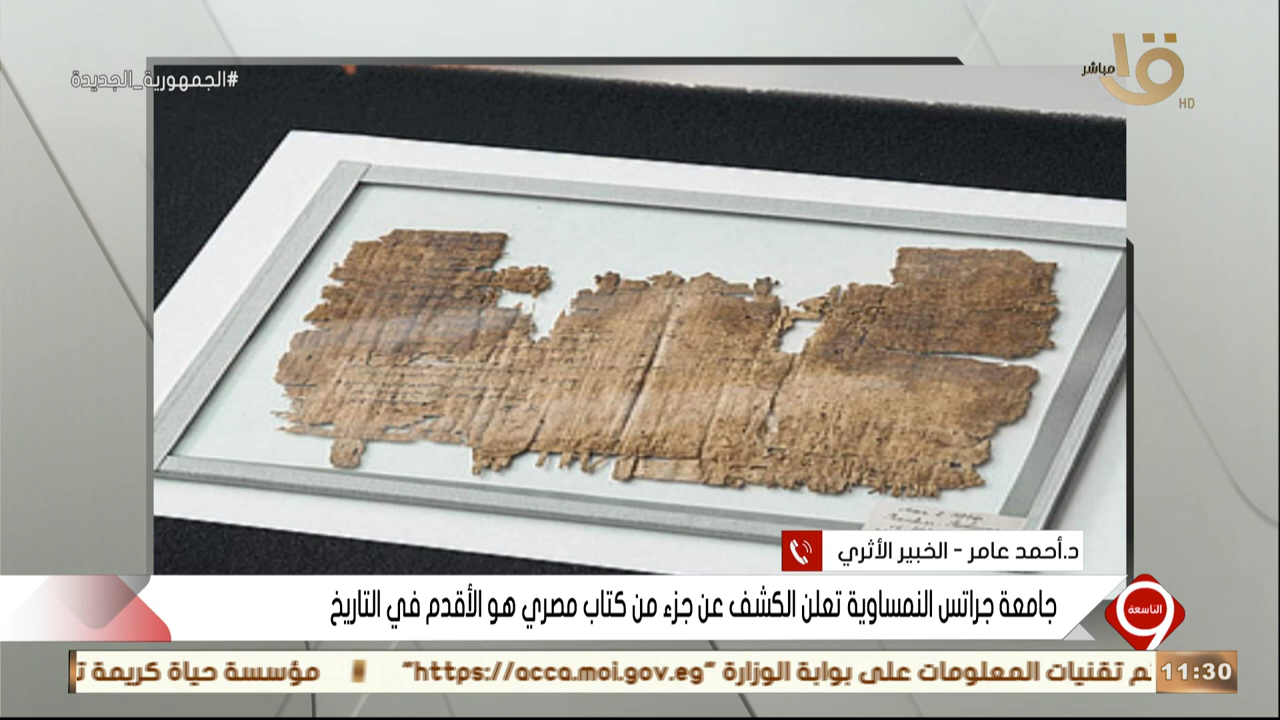 #الجمهورية_الجديدة
مباشر
HD
د.أحمد عامر - الخبير الأثري
جامعة جراتس النمساوية تعلن الكشف عن جزء من كتاب مصري هو الأقدم في التاريخ
التاسعة
9
م تقنيات المعلومات على بوابة الوزارة "https://acca.moi.gov.eg" مؤسسة حياة كريمة ت
11:30